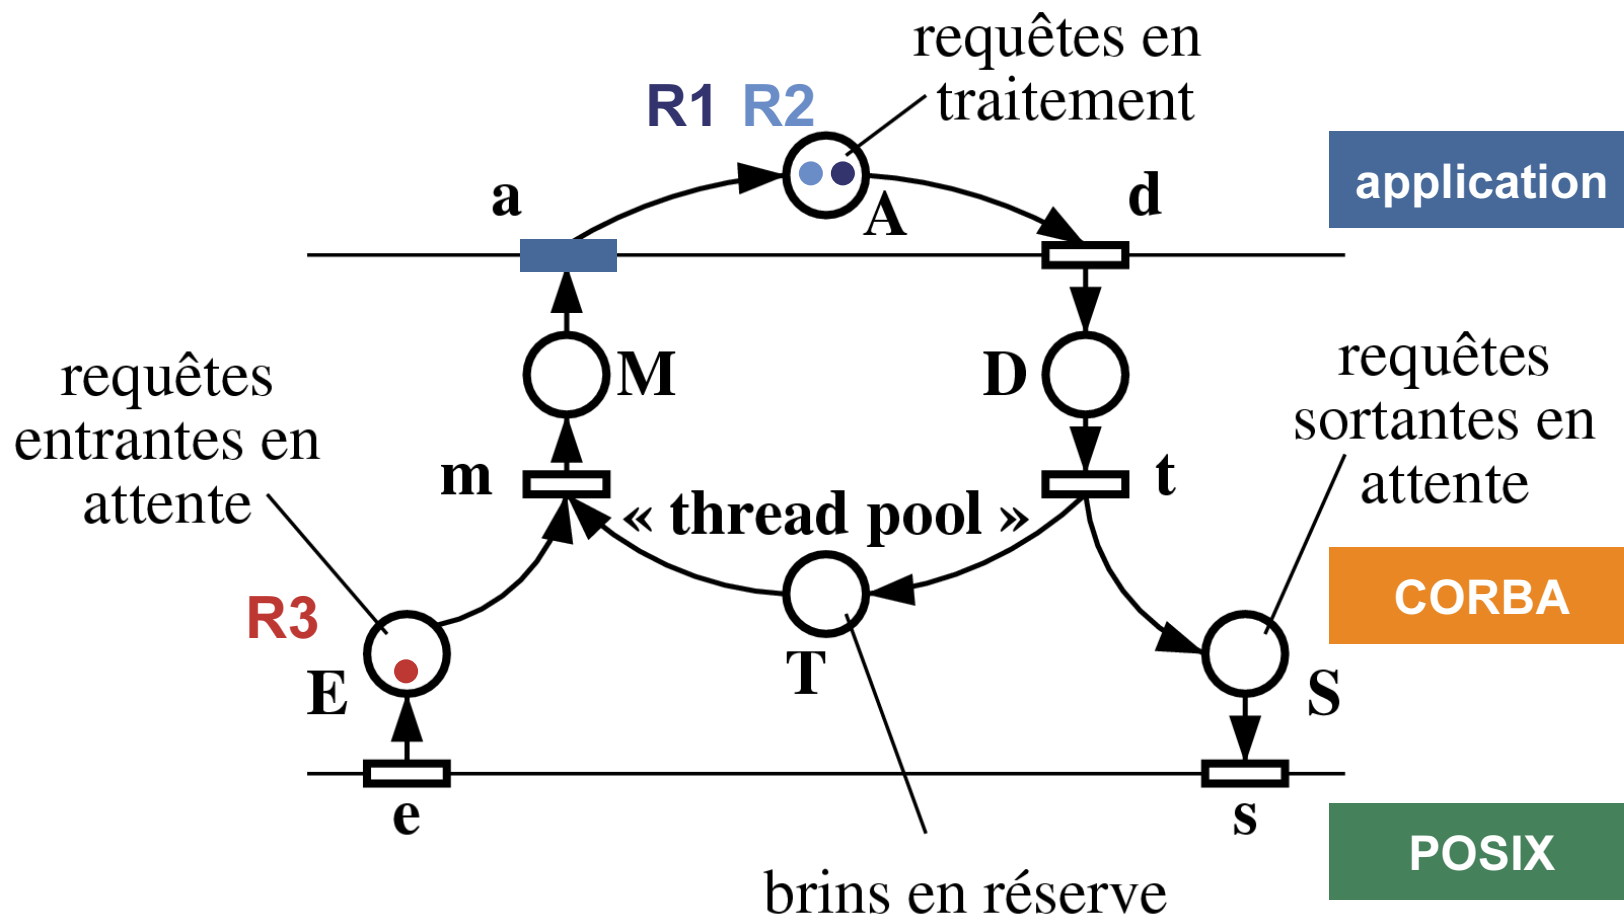 requêtes en
traitement
R1 R2
application
a
A
d
M
D
requêtes
entrantes en
attente
requêtes
sortantes en
attente
m
t
« thread pool »
CORBA
R3
E
T
S
e
s
POSIX
brins en réserve